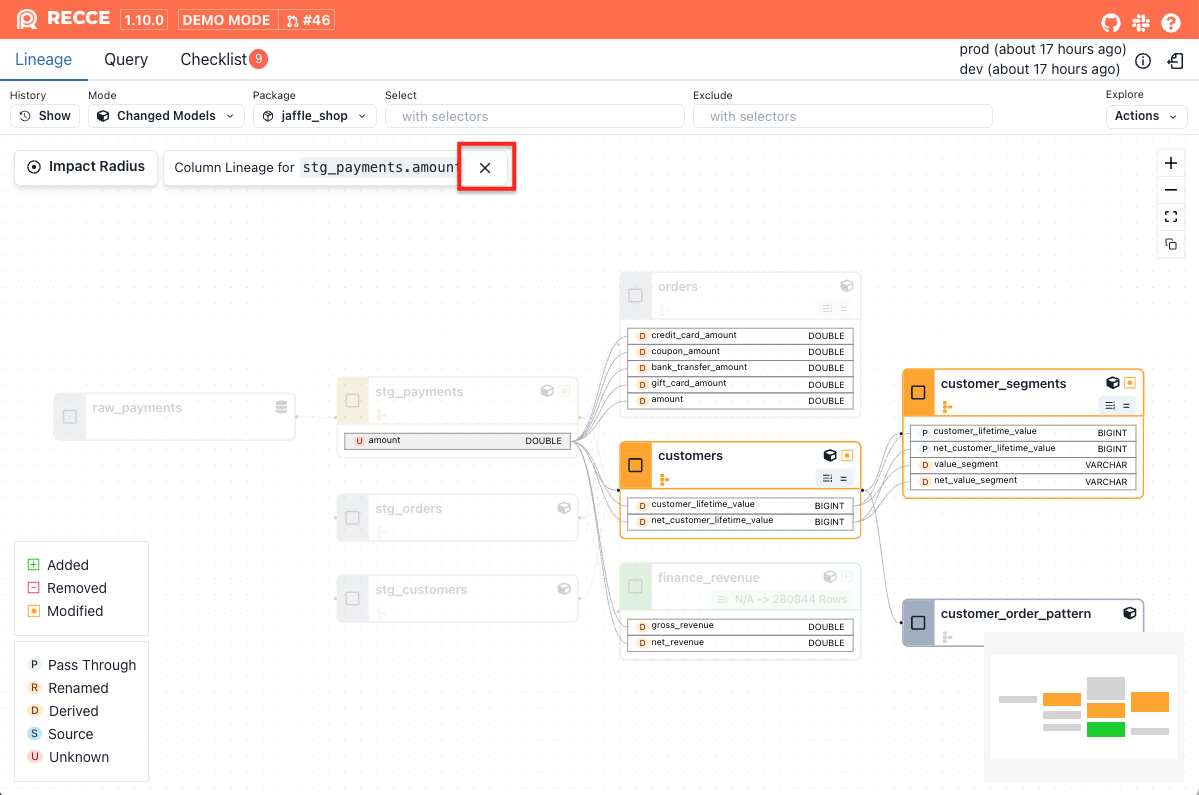 RECCE 1.10.0 DEMO MODE #46
Lineage Query Checklist 9
prod (about 17 hours ago)
dev (about 17 hours ago)
History Mode Package Select Exclude Explore
Show Changed Models jaffle_shop with selectors with selectors Actions
Impact Radius Column Lineage for stg_payments.amount
orders
credit_card_amount DOUBLE
D coupon_amount DOUBLE
D bank_transfer_amount DOUBLE
D gift_card_amount DOUBLE
D amount DOUBLE
raw_payments
stg_payments
U amount DOUBLE
stg_orders
stg_customers
customers
D customer_lifetime_value BIGINT
D net_customer_lifetime_value BIGINT
finance_revenue
N/A -> 280844 Rows
D gross_revenue DOUBLE
D net_revenue DOUBLE
customer_segments
P customer_lifetime_value BIGINT
P net_customer_lifetime_value BIGINT
D value_segment VARCHAR
D net_value_segment VARCHAR
customer_order_pattern
Added
Removed
Modified
P Pass Through
R Renamed
D Derived
S Source
U Unknown